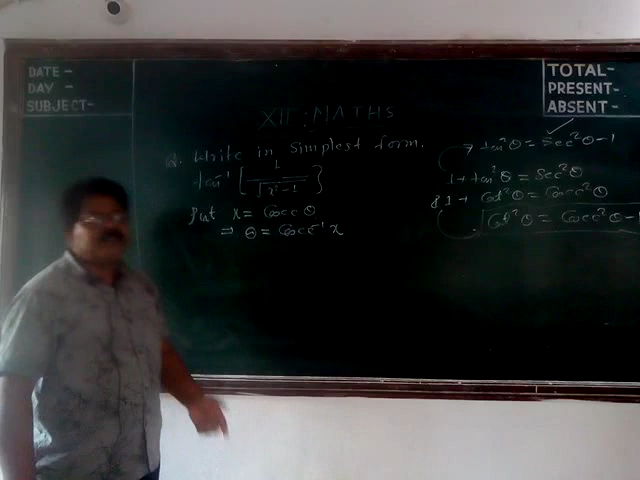 DATE -
DAY -
SUBJECT-
TOTAL-
PRESENT-
ABSENT-
XII : MATHS
Q. Write in simplest form.
tan⁻¹ [ 1 / √x²-1 ]
Put x = Cosec θ
⇒ θ = Cosec⁻¹ x
→ tan²θ = Sec²θ-1
1 + tan²θ = Sec²θ
1 + Cot²θ = Cosec²θ
Cot²θ = Cosec²θ-1